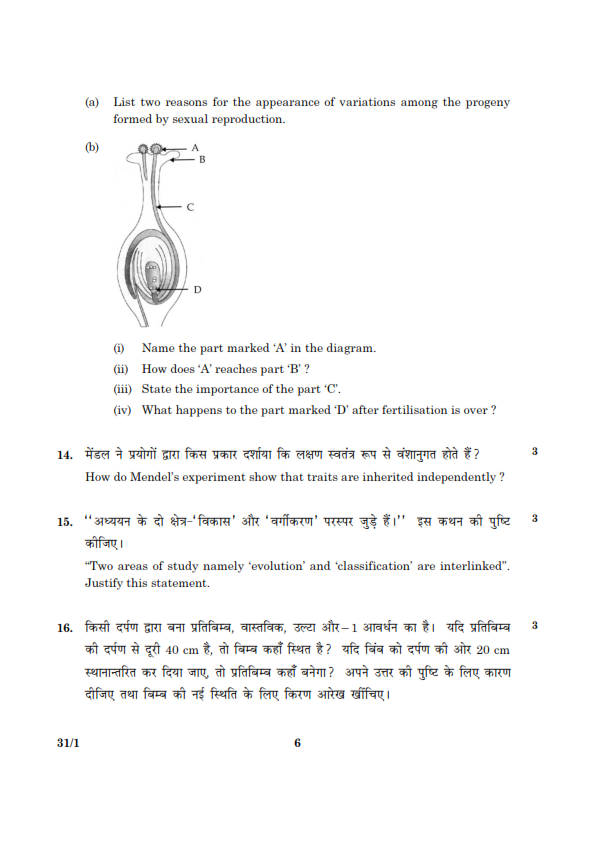 (a) List two reasons for the appearance of variations among the progeny
formed by sexual reproduction.
(b)
A
B
C
D
(i) Name the part marked ‘A’ in the diagram.
(ii) How does ‘A’ reaches part ‘B’ ?
(iii) State the importance of the part ‘C’.
(iv) What happens to the part marked ‘D’ after fertilisation is over ?
14. मेंडल ने प्रयोगों द्वारा किस प्रकार दर्शाया कि लक्षण स्वतंत्र रूप से वंशानुगत होते हैं ? 3
How do Mendel’s experiment show that traits are inherited independently ?
15. ‘‘अध्ययन के दो क्षेत्र–‘विकास’ और ‘वर्गीकरण’ परस्पर जुड़े हैं।’’ इस कथन की पुष्टि 3
कीजिए।
“Two areas of study namely ‘evolution’ and ‘classification’ are interlinked”.
Justify this statement.
16. किसी दर्पण द्वारा बना प्रतिबिम्ब, वास्तविक, उल्टा और –1 आवर्धन का है। यदि प्रतिबिम्ब 3
की दर्पण से दूरी 40 cm है, तो बिम्ब कहाँ स्थित है ? यदि बिंब को दर्पण की ओर 20 cm
स्थानान्तरित कर दिया जाए, तो प्रतिबिम्ब कहाँ बनेगा ? अपने उत्तर की पुष्टि के लिए कारण
दीजिए तथा बिम्ब की नई स्थिति के लिए किरण आरेख खींचिए।
31/1 6